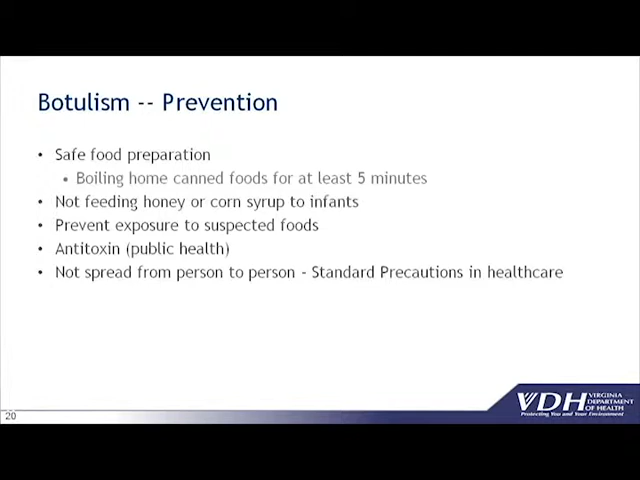 Botulism -- Prevention
• Safe food preparation
• Boiling home canned foods for at least 5 minutes
• Not feeding honey or corn syrup to infants
• Prevent exposure to suspected foods
• Antitoxin (public health)
• Not spread from person to person - Standard Precautions in healthcare
20
VDH VIRGINIA
DEPARTMENT
OF HEALTH
Protecting You and Your Environment